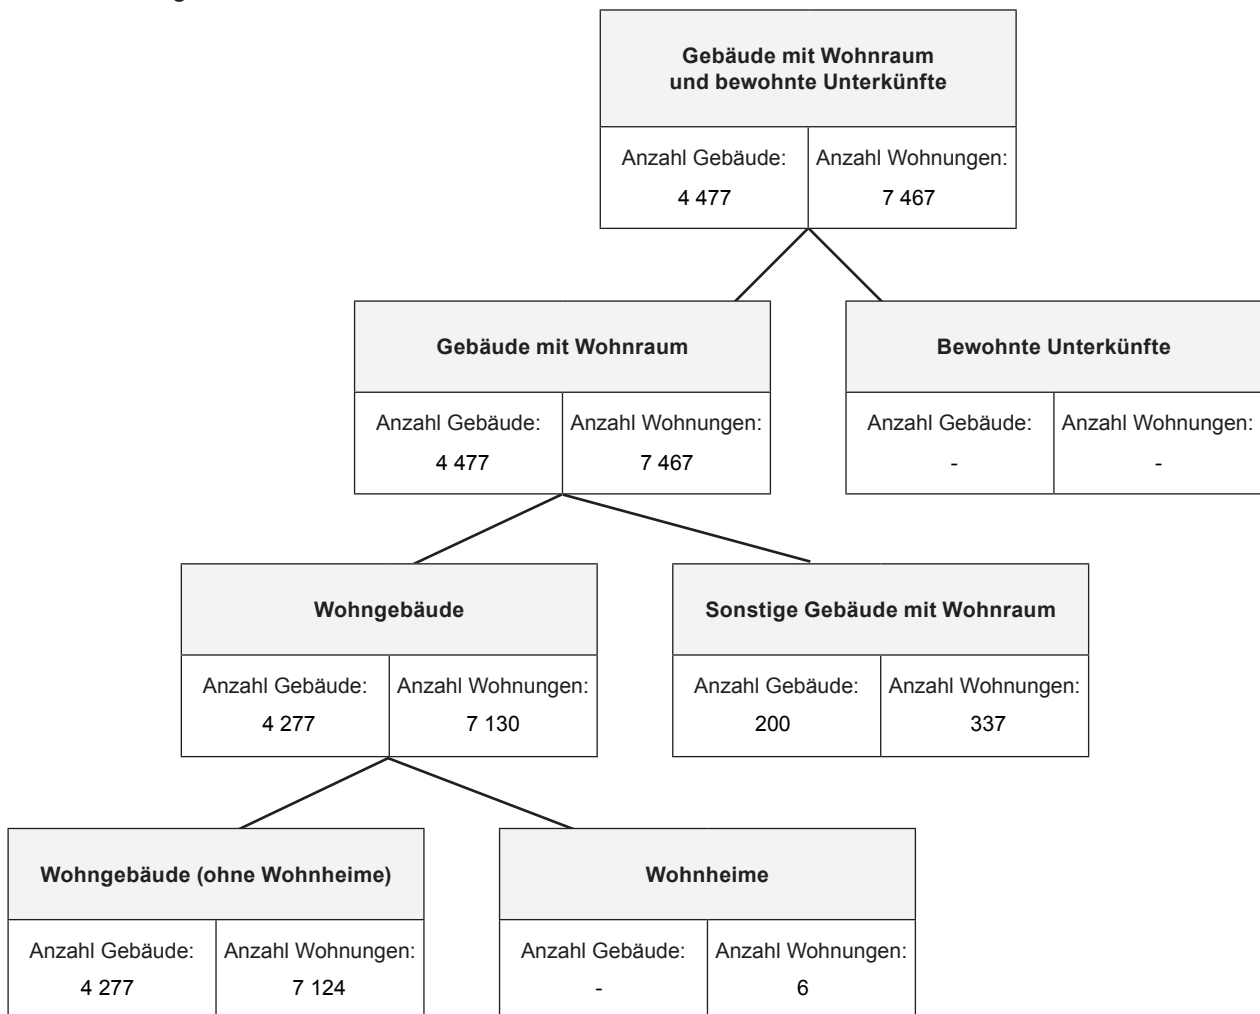 Gebäude mit Wohnraum
und bewohnte Unterkünfte
Anzahl Gebäude: Anzahl Wohnungen:
4 477 7 467
Gebäude mit Wohnraum Bewohnte Unterkünfte
Anzahl Gebäude: Anzahl Wohnungen: Anzahl Gebäude: Anzahl Wohnungen:
4 477 7 467 - -
Wohngebäude Sonstige Gebäude mit Wohnraum
Anzahl Gebäude: Anzahl Wohnungen: Anzahl Gebäude: Anzahl Wohnungen:
4 277 7 130 200 337
Wohngebäude (ohne Wohnheime) Wohnheime
Anzahl Gebäude: Anzahl Wohnungen: Anzahl Gebäude: Anzahl Wohnungen:
4 277 7 124 - 6